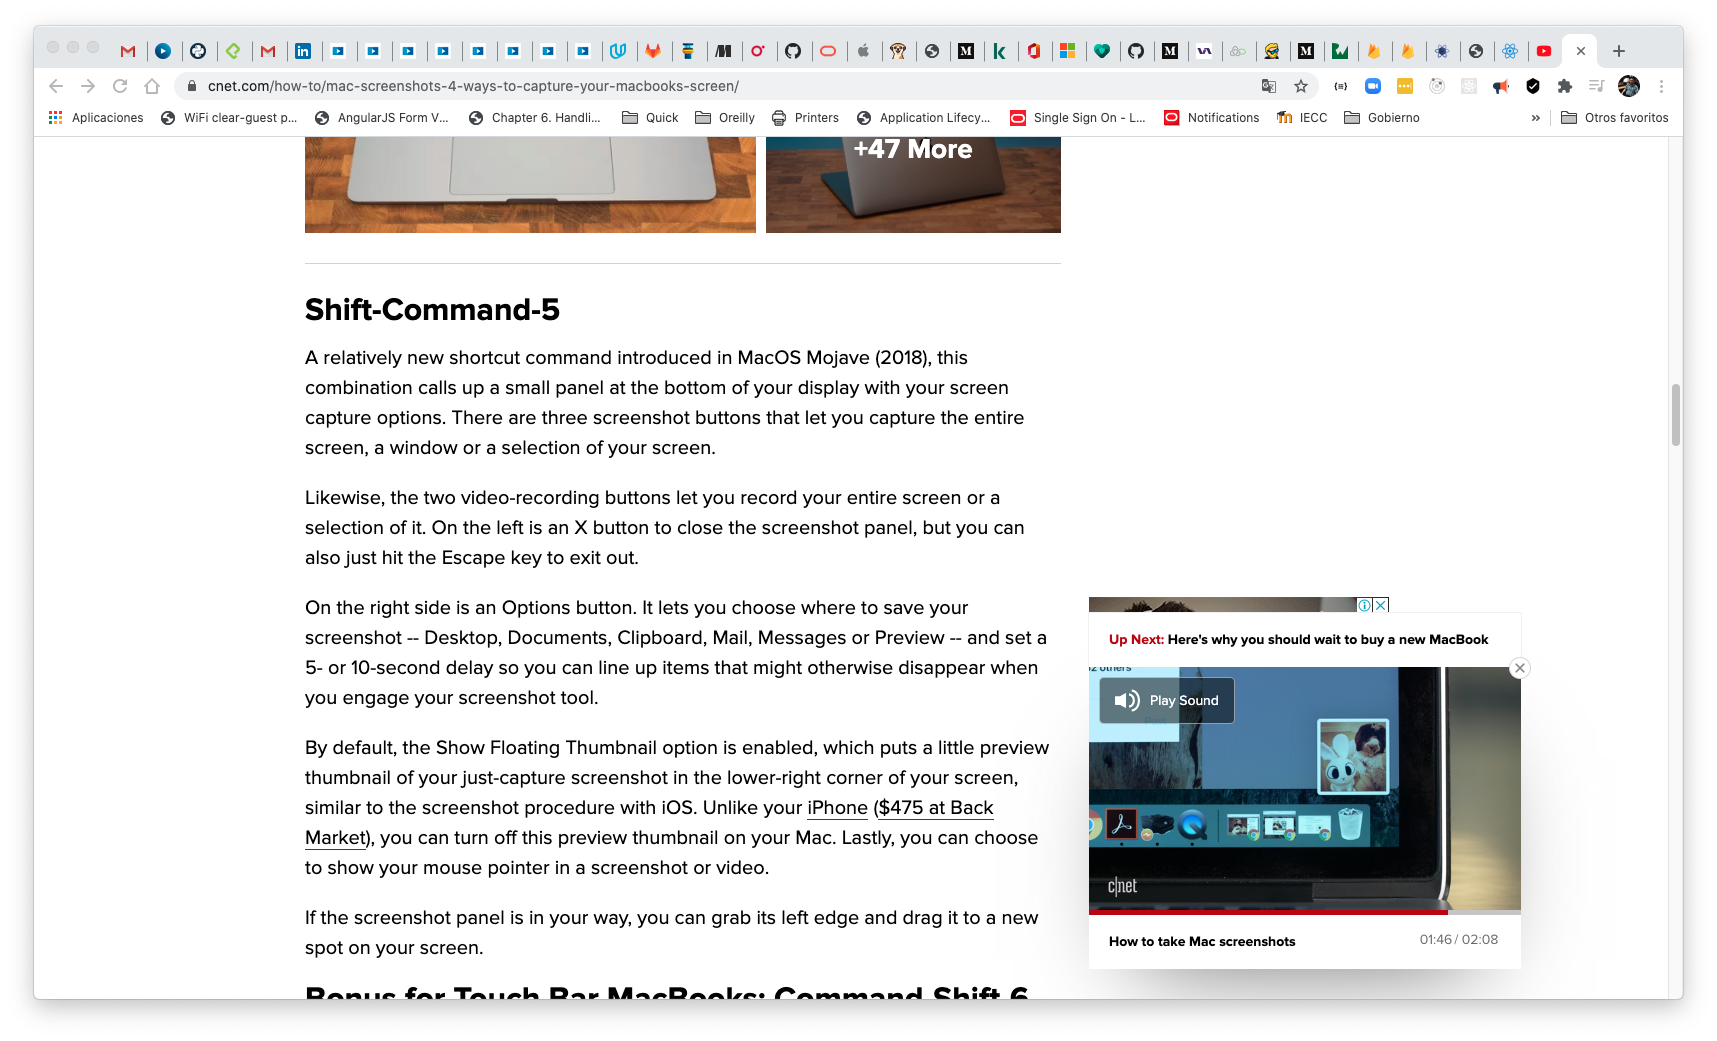 cnet.com/how-to/mac-screenshots-4-ways-to-capture-your-macbooks-screen/
Aplicaciones WiFi clear-guest p... AngularJS Form V... Chapter 6. Handli... Quick Oreilly Printers Application Lifecy... Single Sign On - L... Notifications IECC Gobierno » Otros favoritos
+47 More
Shift-Command-5
A relatively new shortcut command introduced in MacOS Mojave (2018), this
combination calls up a small panel at the bottom of your display with your screen
capture options. There are three screenshot buttons that let you capture the entire
screen, a window or a selection of your screen.
Likewise, the two video-recording buttons let you record your entire screen or a
selection of it. On the left is an X button to close the screenshot panel, but you can
also just hit the Escape key to exit out.
On the right side is an Options button. It lets you choose where to save your
screenshot -- Desktop, Documents, Clipboard, Mail, Messages or Preview -- and set a
5- or 10-second delay so you can line up items that might otherwise disappear when
you engage your screenshot tool.
By default, the Show Floating Thumbnail option is enabled, which puts a little preview
thumbnail of your just-capture screenshot in the lower-right corner of your screen,
similar to the screenshot procedure with iOS. Unlike your iPhone ($475 at Back
Market), you can turn off this preview thumbnail on your Mac. Lastly, you can choose
to show your mouse pointer in a screenshot or video.
If the screenshot panel is in your way, you can grab its left edge and drag it to a new
spot on your screen.
Bonus for Touch Bar MacBooks: Command-Shift-6
Up Next: Here's why you should wait to buy a new MacBook
others
Play Sound
c|net
How to take Mac screenshots
01:46 / 02:08